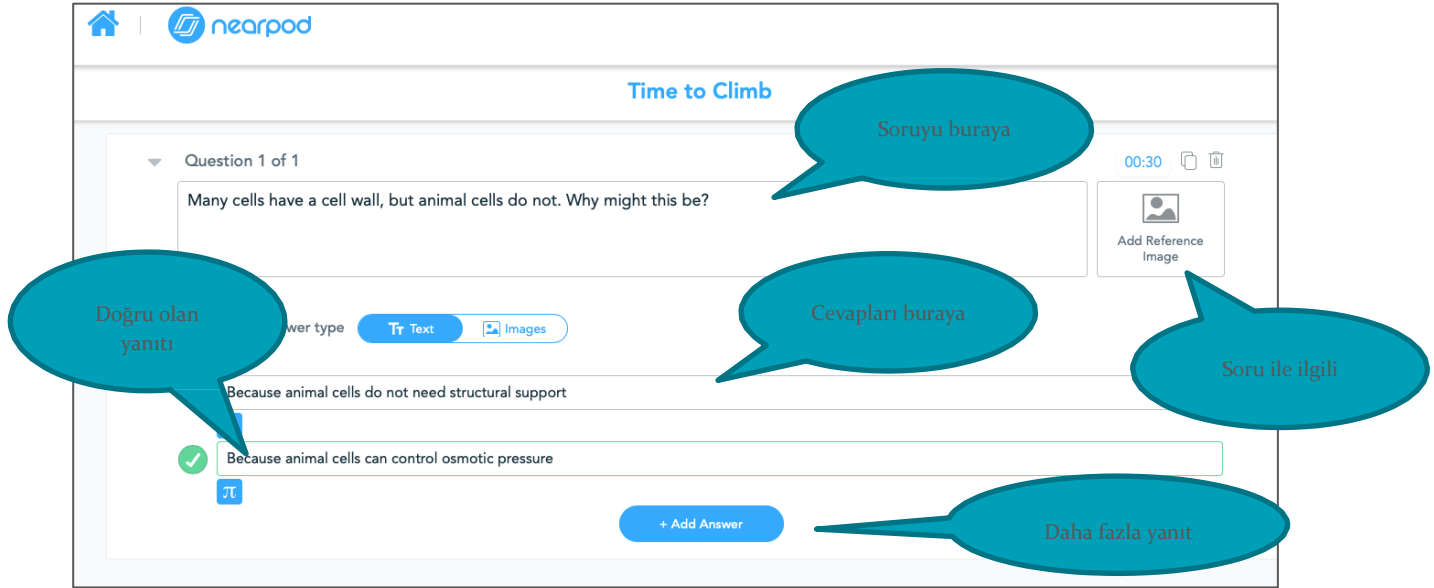 nearpod
Time to Climb
Soruyu buraya
Question 1 of 1
00:30
Many cells have a cell wall, but animal cells do not. Why might this be?
Add Reference
Image
Doğru olan
yanıtı
wer type
Text
Images
Cevapları buraya
Soru ile ilgili
Because animal cells do not need structural support
Because animal cells can control osmotic pressure
π
+ Add Answer
Daha fazla yanıt